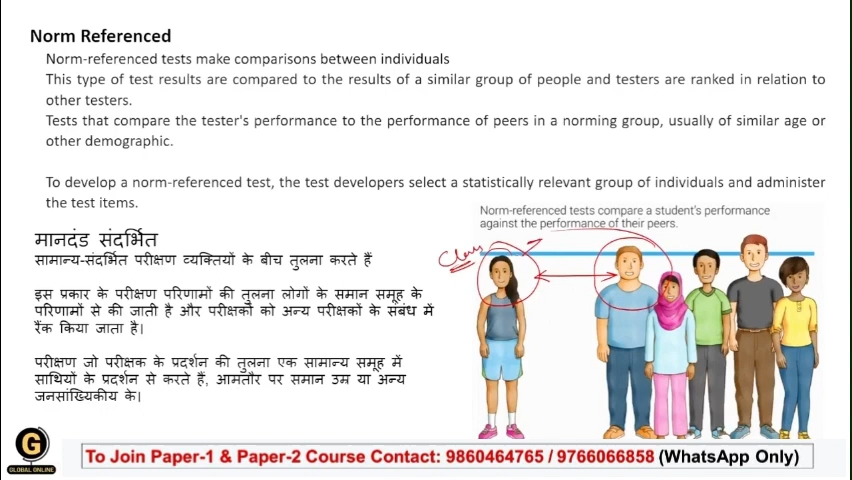 Norm Referenced
Norm-referenced tests make comparisons between individuals
This type of test results are compared to the results of a similar group of people and testers are ranked in relation to
other testers.
Tests that compare the tester's performance to the performance of peers in a norming group, usually of similar age or
other demographic.
To develop a norm-referenced test, the test developers select a statistically relevant group of individuals and administer
the test items.
मानदंड संदर्भित
सामान्य-संदर्भित परीक्षण व्यक्तियों के बीच तुलना करते हैं
इस प्रकार के परीक्षण परिणामों की तुलना लोगों के समान समूह के
परिणामों से की जाती है और परीक्षकों को अन्य परीक्षकों के संबंध में
रैंक किया जाता है।
परीक्षण जो परीक्षक के प्रदर्शन की तुलना एक सामान्य समूह में
साथियों के प्रदर्शन से करते हैं, आमतौर पर समान उम्र या अन्य
जनसांख्यिकीय के।
Norm-referenced tests compare a student's performance
against the performance of their peers.
Class
G
GLOBAL ONLINE
To Join Paper-1 & Paper-2 Course Contact: 9860464765 / 9766066858 (WhatsApp Only)